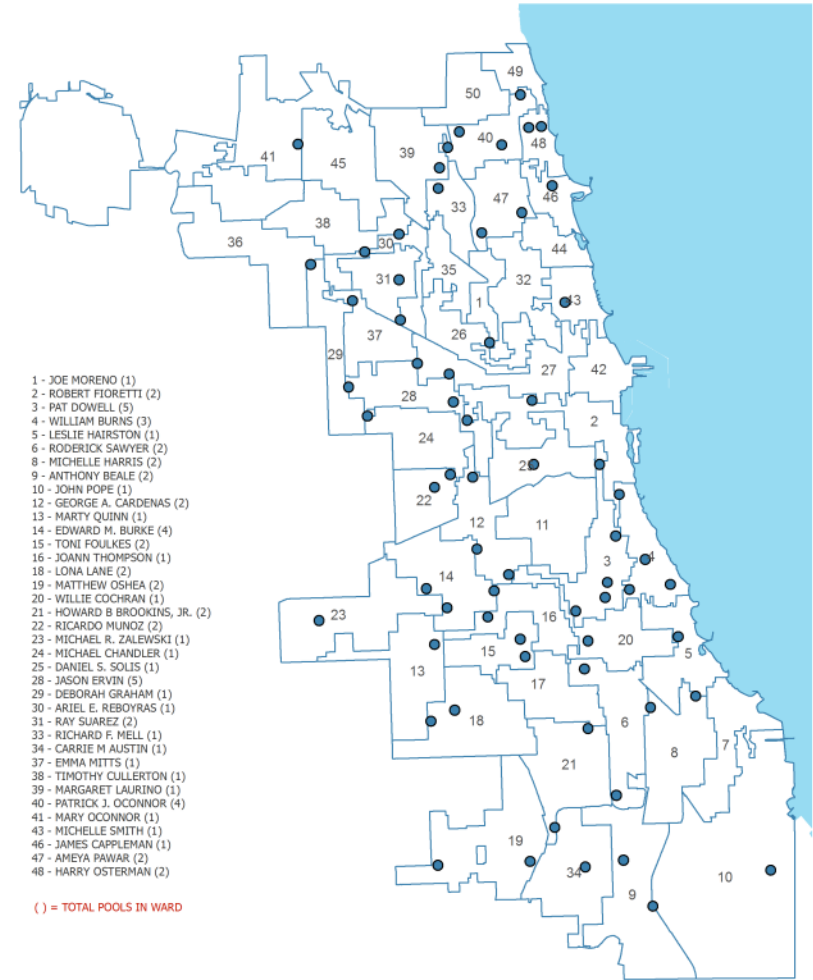 49
50
40
48
39
41
45
46
47
33
38
36
30
44
35
31
32
1
43
26
37
29
27
42
28
2
24
25
22
12
11
3
4
14
23
16
20
15
5
13
17
18
6
7
8
21
19
34
10
9
1 - JOE MORENO (1)
2 - ROBERT FIORETTI (2)
3 - PAT DOWELL (5)
4 - WILLIAM BURNS (3)
5 - LESLIE HAIRSTON (1)
6 - RODERICK SAWYER (2)
8 - MICHELLE HARRIS (2)
9 - ANTHONY BEALE (2)
10 - JOHN POPE (1)
12 - GEORGE A. CARDENAS (2)
13 - MARTY QUINN (1)
14 - EDWARD M. BURKE (4)
15 - TONI FOULKES (2)
16 - JOANN THOMPSON (1)
18 - LONA LANE (2)
19 - MATTHEW OSHEA (2)
20 - WILLIE COCHRAN (1)
21 - HOWARD B BROOKINS, JR. (2)
22 - RICARDO MUNOZ (2)
23 - MICHAEL R. ZALEWSKI (1)
24 - MICHAEL CHANDLER (1)
25 - DANIEL S. SOLIS (1)
28 - JASON ERVIN (5)
29 - DEBORAH GRAHAM (1)
30 - ARIEL E. REBOYRAS (1)
31 - RAY SUAREZ (2)
33 - RICHARD F. MELL (1)
34 - CARRIE M AUSTIN (1)
37 - EMMA MITTS (1)
38 - TIMOTHY CULLERTON (1)
39 - MARGARET LAURINO (1)
40 - PATRICK J. OCONNOR (4)
41 - MARY OCONNOR (1)
43 - MICHELLE SMITH (1)
46 - JAMES CAPPLEMAN (1)
47 - AMEYA PAWAR (2)
48 - HARRY OSTERMAN (2)
( ) = TOTAL POOLS IN WARD